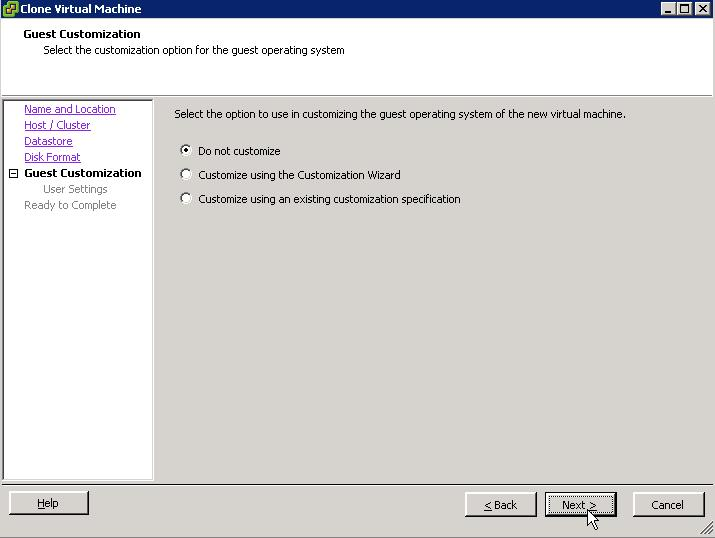 Clone Virtual Machine
Guest Customization
Select the customization option for the guest operating system
Name and Location
Host / Cluster
Datastore
Disk Format
Guest Customization
User Settings
Ready to Complete
Select the option to use in customizing the guest operating system of the new virtual machine.
Do not customize
Customize using the Customization Wizard
Customize using an existing customization specification
Help
< Back
Next >
Cancel